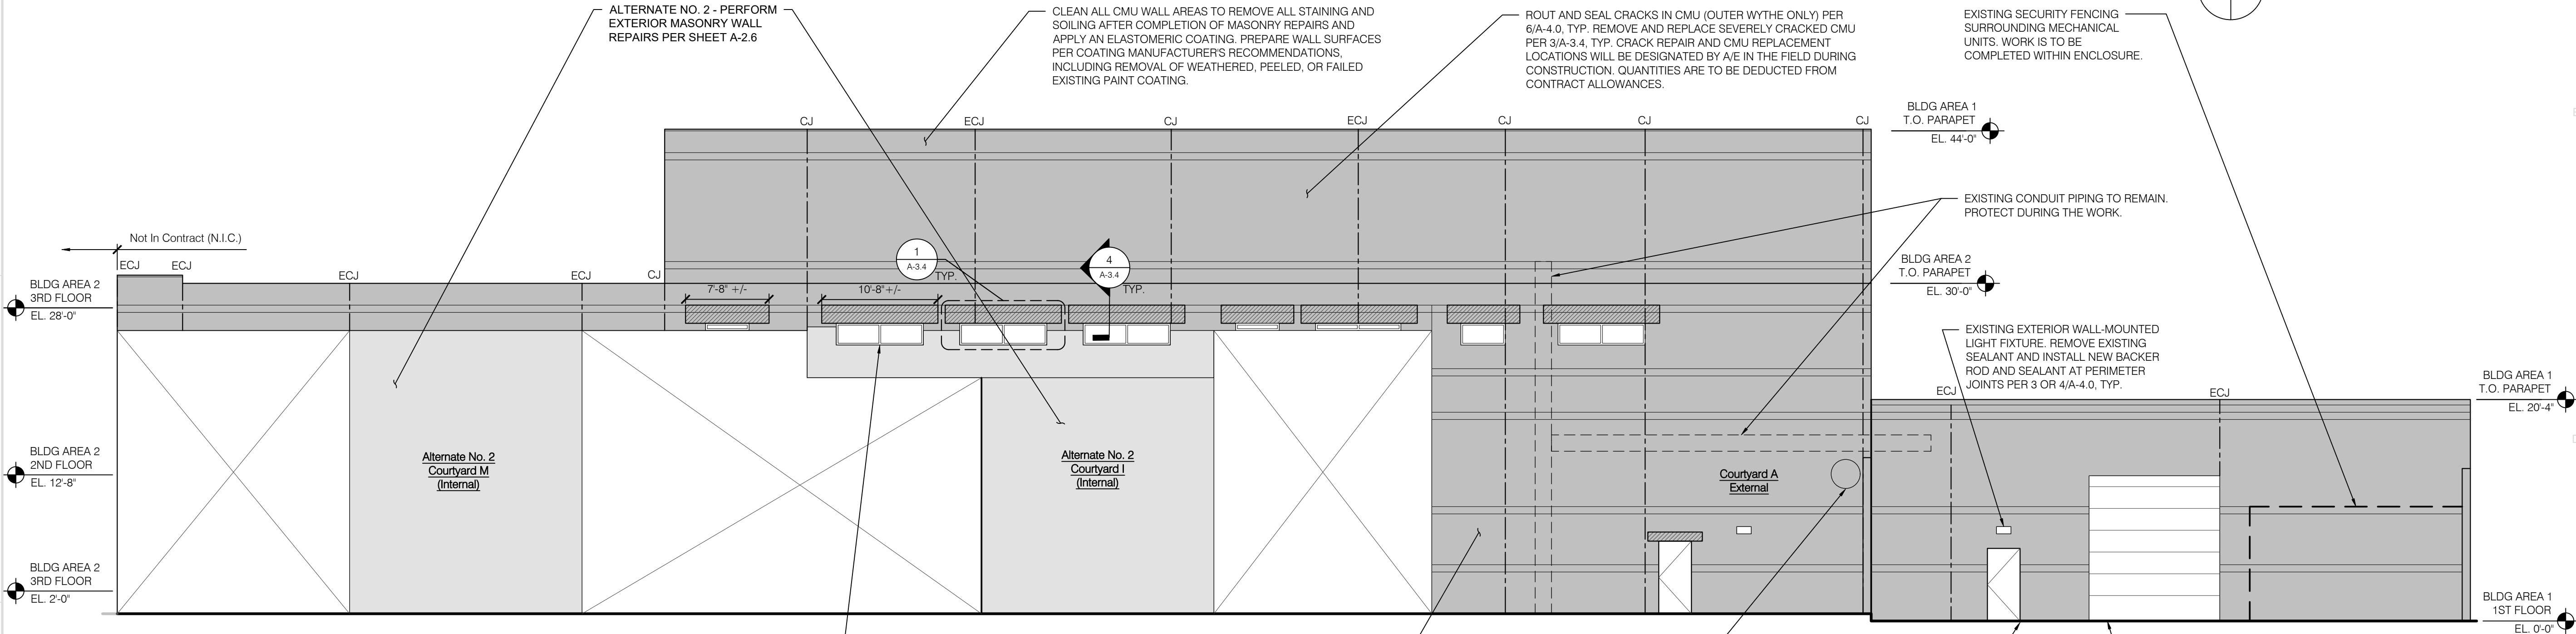 ALTERNATE NO. 2 - PERFORM
EXTERIOR MASONRY WALL
REPAIRS PER SHEET A-2.6
CLEAN ALL CMU WALL AREAS TO REMOVE ALL STAINING AND
SOILING AFTER COMPLETION OF MASONRY REPAIRS AND
APPLY AN ELASTOMERIC COATING. PREPARE WALL SURFACES
PER COATING MANUFACTURER'S RECOMMENDATIONS,
INCLUDING REMOVAL OF WEATHERED, PEELED, OR FAILED
EXISTING PAINT COATING.
ROUT AND SEAL CRACKS IN CMU (OUTER WYTHE ONLY) PER
6/A-4.0, TYP. REMOVE AND REPLACE SEVERELY CRACKED CMU
PER 3/A-3.4, TYP. CRACK REPAIR AND CMU REPLACEMENT
LOCATIONS WILL BE DESIGNATED BY A/E IN THE FIELD DURING
CONSTRUCTION. QUANTITIES ARE TO BE DEDUCTED FROM
CONTRACT ALLOWANCES.
EXISTING SECURITY FENCING
SURROUNDING MECHANICAL
UNITS. WORK IS TO BE
COMPLETED WITHIN ENCLOSURE.
BLDG AREA 1
T.O. PARAPET
EL. 44'-0"
CJ
ECJ
CJ
ECJ
CJ
CJ
CJ
EXISTING CONDUIT PIPING TO REMAIN.
PROTECT DURING THE WORK.
Not In Contract (N.I.C.)
ECJ
ECJ
ECJ
ECJ
CJ
1
A-3.4
TYP.
4
A-3.4
TYP.
BLDG AREA 2
T.O. PARAPET
EL. 30'-0"
BLDG AREA 2
3RD FLOOR
EL. 28'-0"
7'-8" +/-
10'-8"+/-
EXISTING EXTERIOR WALL-MOUNTED
LIGHT FIXTURE. REMOVE EXISTING
SEALANT AND INSTALL NEW BACKER
ROD AND SEALANT AT PERIMETER
JOINTS PER 3 OR 4/A-4.0, TYP.
ECJ
ECJ
BLDG AREA 1
T.O. PARAPET
EL. 20'-4"
BLDG AREA 2
2ND FLOOR
EL. 12'-8"
Alternate No. 2
Courtyard M
(Internal)
Alternate No. 2
Courtyard I
(Internal)
Courtyard A
External
BLDG AREA 2
3RD FLOOR
EL. 2'-0"
BLDG AREA 1
1ST FLOOR
EL. 0'-0"